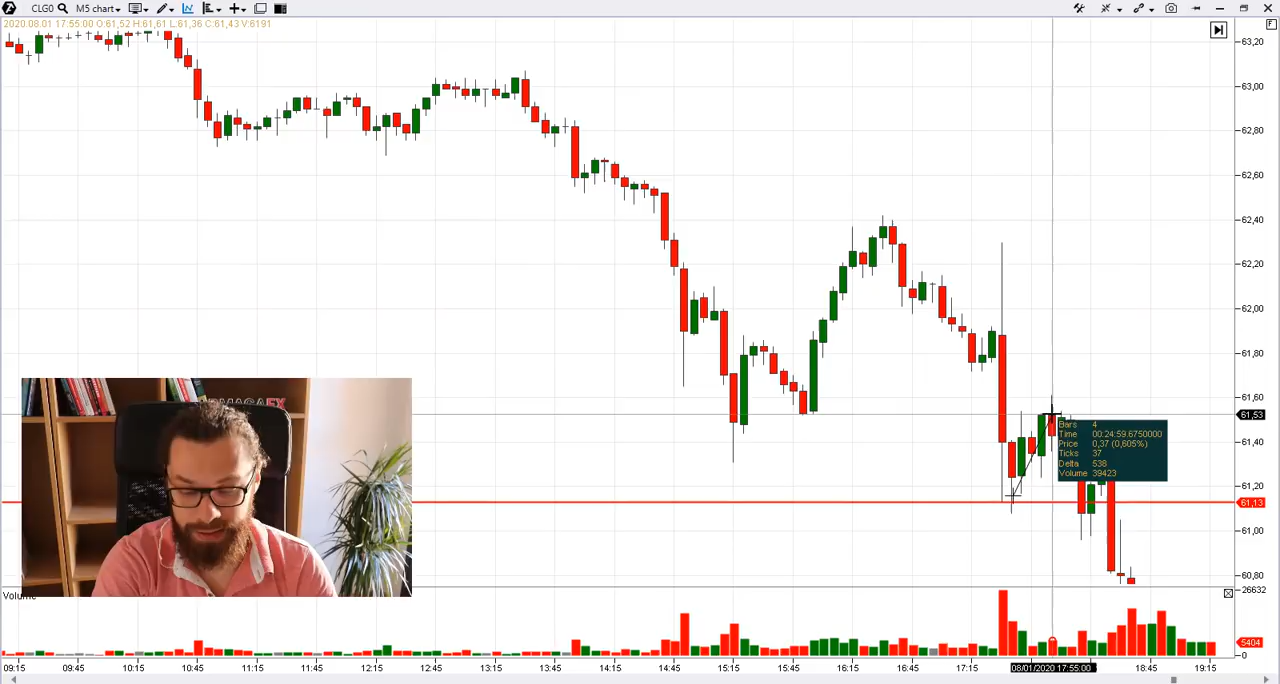 CLG0 M5 chart
2020.08.01 17:55:00 O:61,52 H:61,61 L:61,36 C:61,43 V:6191
F
63,20
63,00
62,80
62,60
62,40
62,20
62,00
61,80
61,60
61,53
61,40
61,20
61,13
61,00
60,80
Bars 4
Time 00:24:59.6750000
Price 0,37 (0,605%)
Ticks 37
Delta 538
Volume 39423
Volume
26632
5404
0
09:15 09:45 10:15 10:45 11:15 11:45 12:15 12:45 13:15 13:45 14:15 14:45 15:15 15:45 16:15 16:45 17:15 08/01/2020 17:55:00 18:45 19:15